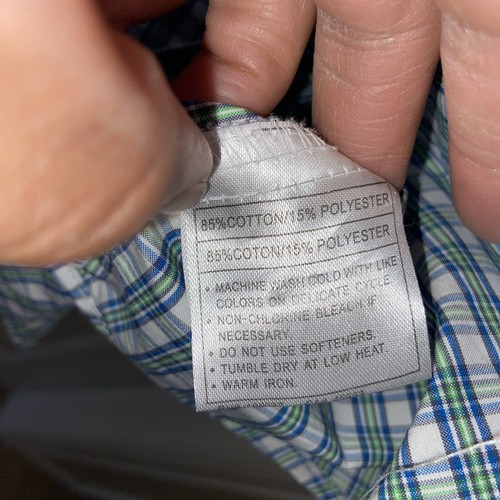 85%COTTON/15% POLYESTER
85%COTON/15% POLYESTER
• MACHINE WASH COLD WITH LIKE
COLORS ON DELICATE CYCLE
• NON-CHLORINE BLEACH IF
NECESSARY
• DO NOT USE SOFTENERS.
• TUMBLE DRY AT LOW HEAT
• WARM IRON.